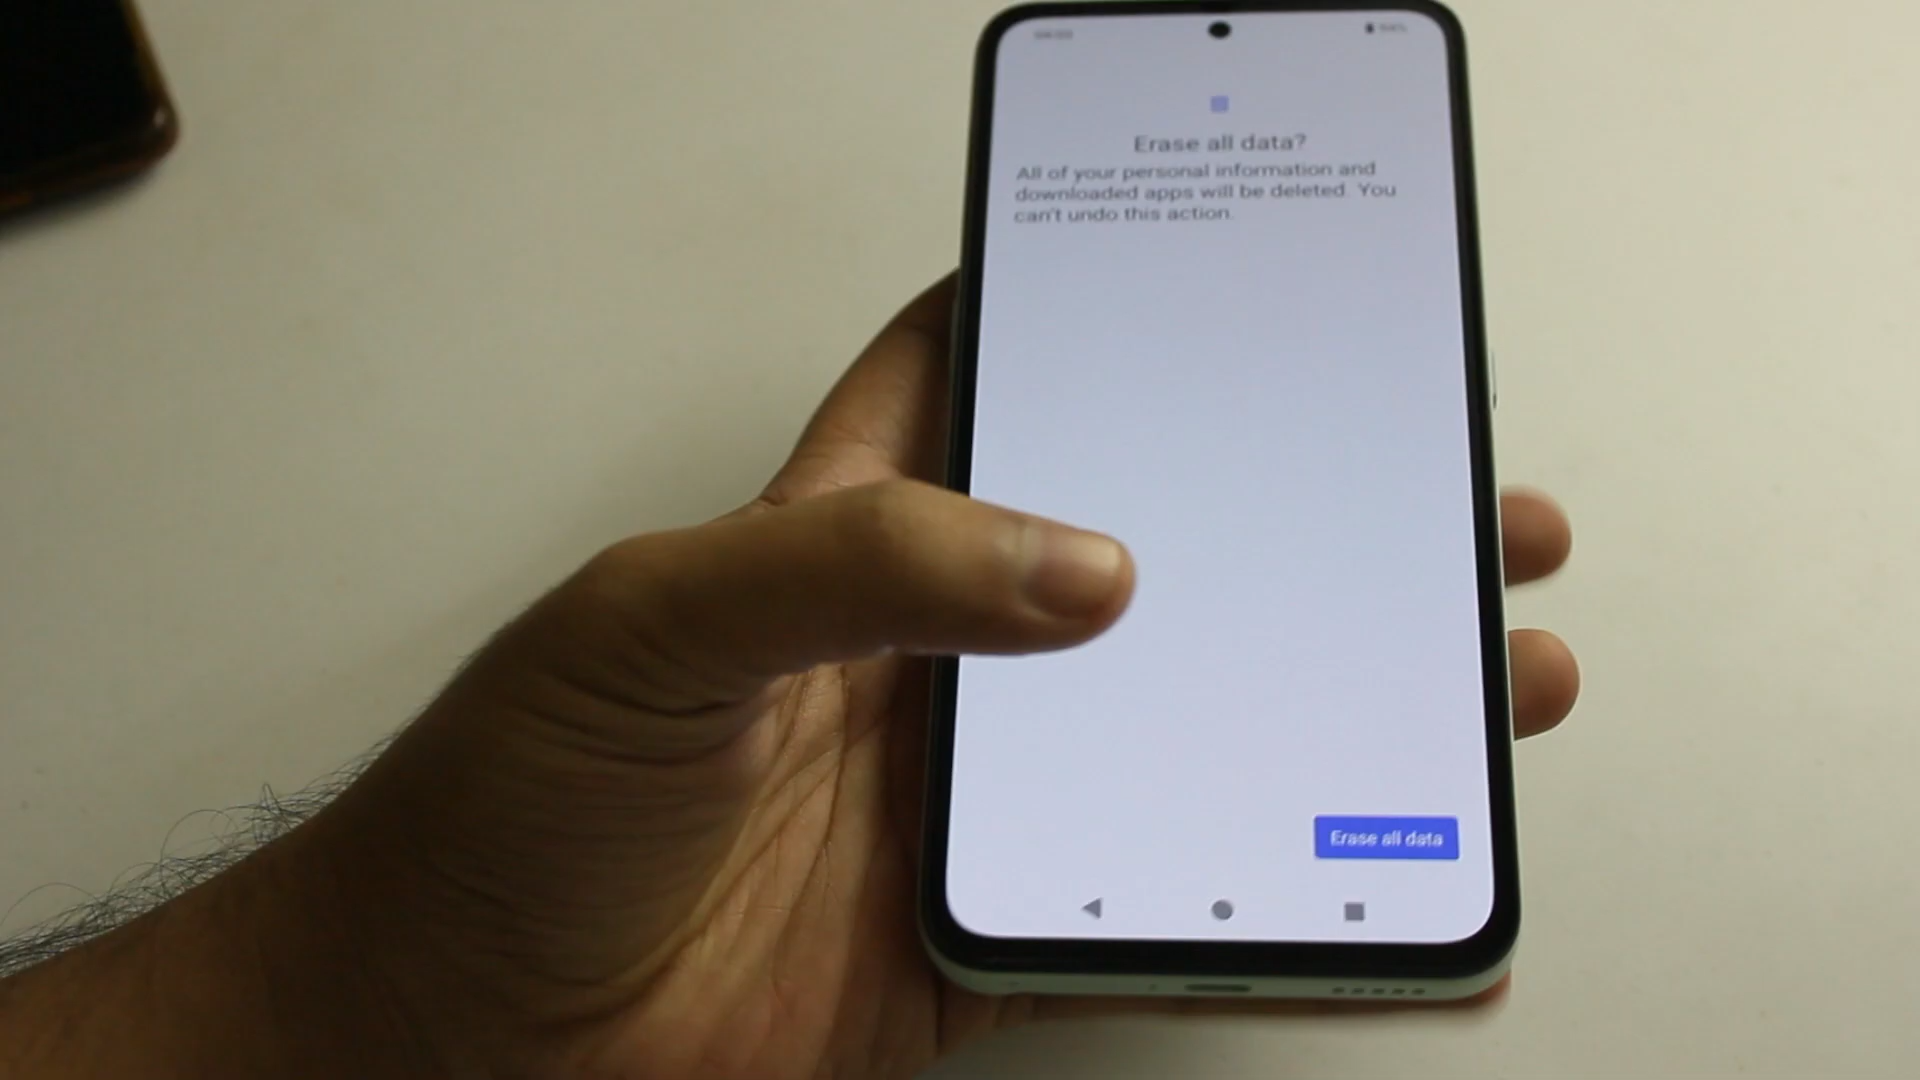 Erase all data?
All of your personal information and
downloaded apps will be deleted. You
can't undo this action.
Erase all data